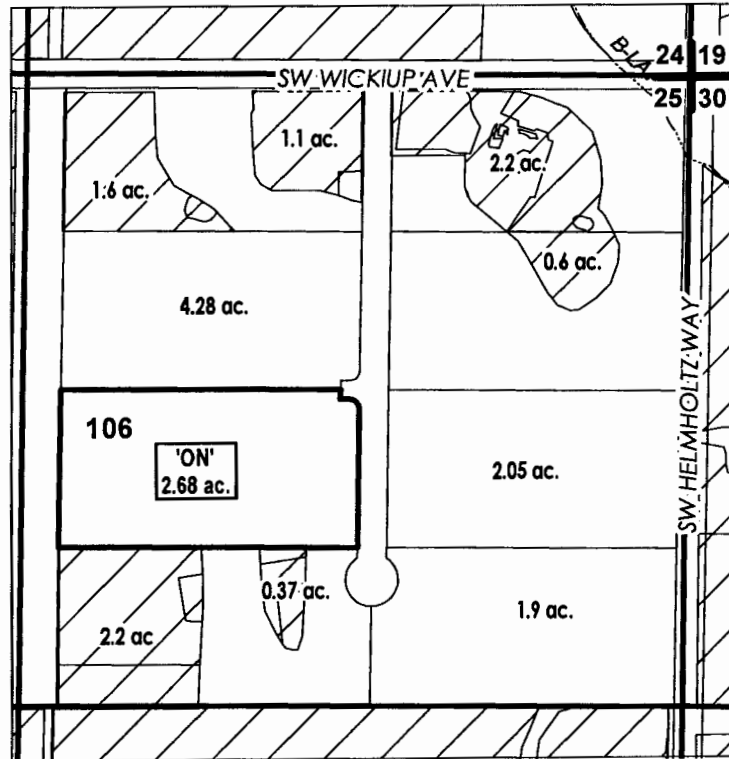 B-LA
24 19
SW WICKIUP AVE
25 30
1.1 ac.
2.2 ac.
1.6 ac.
0.6 ac.
4.28 ac.
SW HELMHOLTZ WAY
106
'ON'
2.68 ac.
2.05 ac.
0.37 ac.
1.9 ac.
2.2 ac